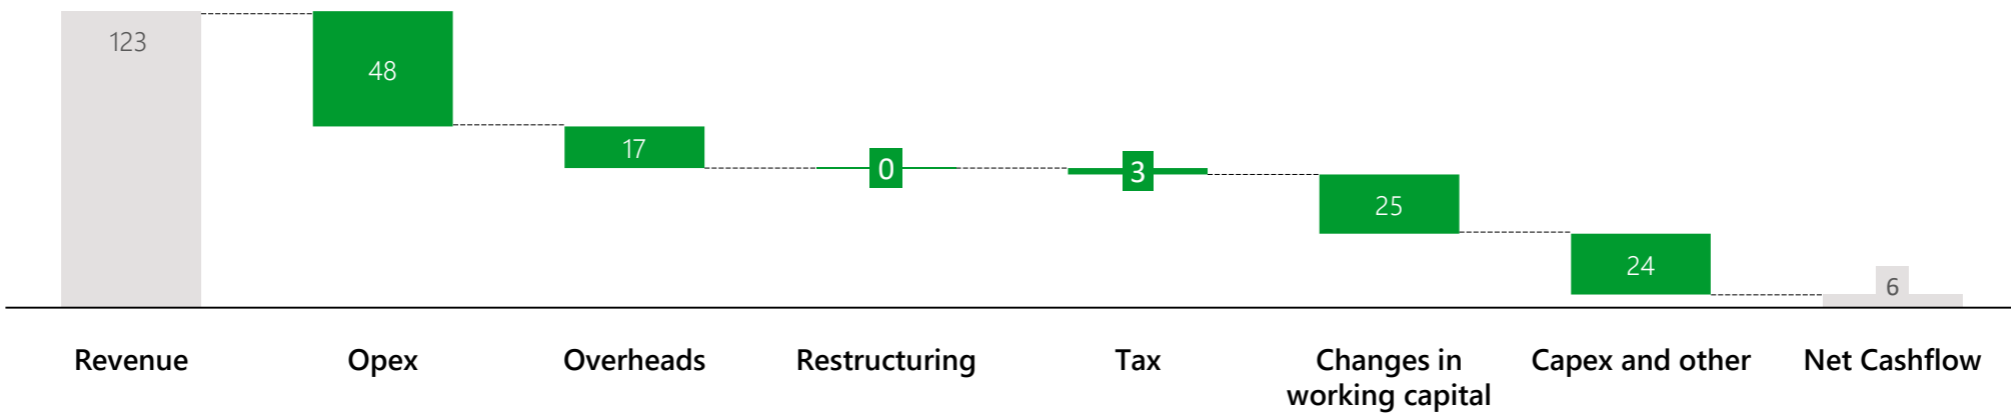 123
48
17
0
3
25
24
6
Revenue
Opex
Overheads
Restructuring
Tax
Changes in
working capital
Capex and other
Net Cashflow